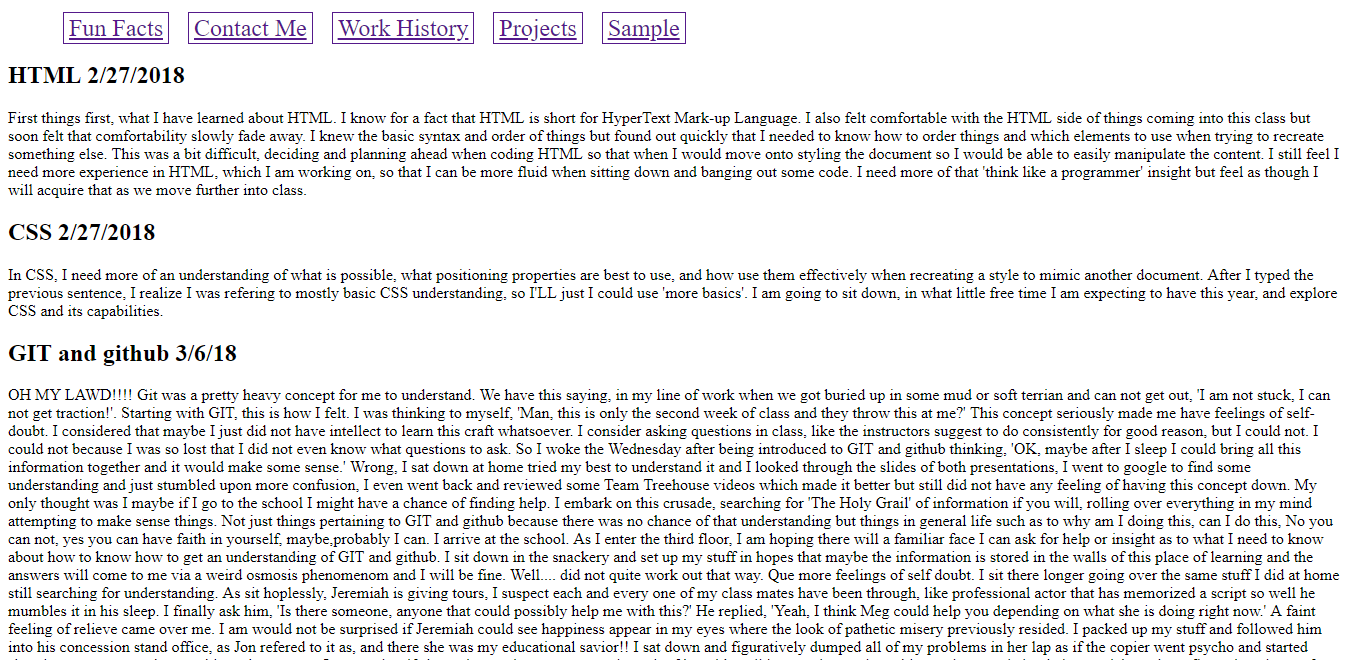 Fun Facts Contact Me Work History Projects Sample
HTML 2/27/2018
First things first, what I have learned about HTML. I know for a fact that HTML is short for HyperText Mark-up Language. I also felt comfortable with the HTML side of things coming into this class but
soon felt that comfortability slowly fade away. I knew the basic syntax and order of things but found out quickly that I needed to know how to order things and which elements to use when trying to recreate
something else. This was a bit difficult, deciding and planning ahead when coding HTML so that when I would move onto styling the document so I would be able to easily manipulate the content. I still feel I
need more experience in HTML, which I am working on, so that I can be more fluid when sitting down and banging out some code. I need more of that 'think like a programmer' insight but feel as though I
will acquire that as we move further into class.
CSS 2/27/2018
In CSS, I need more of an understanding of what is possible, what positioning properties are best to use, and how use them effectively when recreating a style to mimic another document. After I typed the
previous sentence, I realize I was refering to mostly basic CSS understanding, so I'LL just I could use 'more basics'. I am going to sit down, in what little free time I am expecting to have this year, and explore
CSS and its capabilities.
GIT and github 3/6/18
OH MY LAWD!!!! Git was a pretty heavy concept for me to understand. We have this saying, in my line of work when we got buried up in some mud or soft terrian and can not get out, 'I am not stuck, I can
not get traction!'. Starting with GIT, this is how I felt. I was thinking to myself, 'Man, this is only the second week of class and they throw this at me?' This concept seriously made me have feelings of self-
doubt. I considered that maybe I just did not have intellect to learn this craft whatsoever. I consider asking questions in class, like the instructors suggest to do consistently for good reason, but I could not. I
could not because I was so lost that I did not even know what questions to ask. So I woke the Wednesday after being introduced to GIT and github thinking, 'OK, maybe after I sleep I could bring all this
information together and it would make some sense.' Wrong, I sat down at home tried my best to understand it and I looked through the slides of both presentations, I went to google to find some
understanding and just stumbled upon more confusion, I even went back and reviewed some Team Treehouse videos which made it better but still did not have any feeling of having this concept down. My
only thought was I maybe if I go to the school I might have a chance of finding help. I embark on this crusade, searching for 'The Holy Grail' of information if you will, rolling over everything in my mind
attempting to make sense things. Not just things pertaining to GIT and github because there was no chance of that understanding but things in general life such as to why am I doing this, can I do this, No you
can not, yes you can have faith in yourself, maybe,probably I can. I arrive at the school. As I enter the third floor, I am hoping there will a familiar face I can ask for help or insight as to what I need to know
about how to know how to get an understanding of GIT and github. I sit down in the snackery and set up my stuff in hopes that maybe the information is stored in the walls of this place of learning and the
answers will come to me via a weird osmosis phenomenom and I will be fine. Well.... did not quite work out that way. Que more feelings of self doubt. I sit there longer going over the same stuff I did at home
still searching for understanding. As sit hoplessly, Jeremiah is giving tours, I suspect each and every one of my class mates have been through, like professional actor that has memorized a script so well he
mumbles it in his sleep. I finally ask him, 'Is there someone, anyone that could possibly help me with this?' He replied, 'Yeah, I think Meg could help you depending on what she is doing right now.' A faint
feeling of relieve came over me. I am would not be surprised if Jeremiah could see happiness appear in my eyes where the look of pathetic misery previously resided. I packed up my stuff and followed him
into his concession stand office, as Jon refered to it as, and there she was my educational savior!! I sat down and figuratively dumped all of my problems in her lap as if the copier went psycho and started